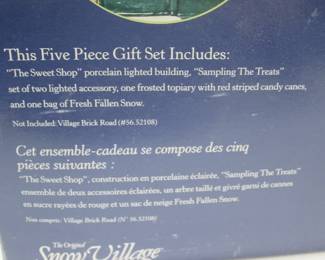 This Five Piece Gift Set Includes:
"The Sweet Shop" porcelain lighted building, "Sampling The Treats"
set of two lighted accessory, one frosted topiary with red striped candy canes,
and one bag of Fresh Fallen Snow.
Not Included: Village Brick Road (#56.52108)
Cet ensemble-cadeau se compose des cinq
pièces suivantes :
"The Sweet Shop", construction en porcelaine éclairée, "Sampling The Treats"
ensemble de deux accessoires éclairées, un arbre taillé et givré garni de cannes
en sucre rayées de rouge et un sac de neige Fresh Fallen Snow.
Non compris: Village Brick Road (N° 56.52108)
The Original
Snow Village